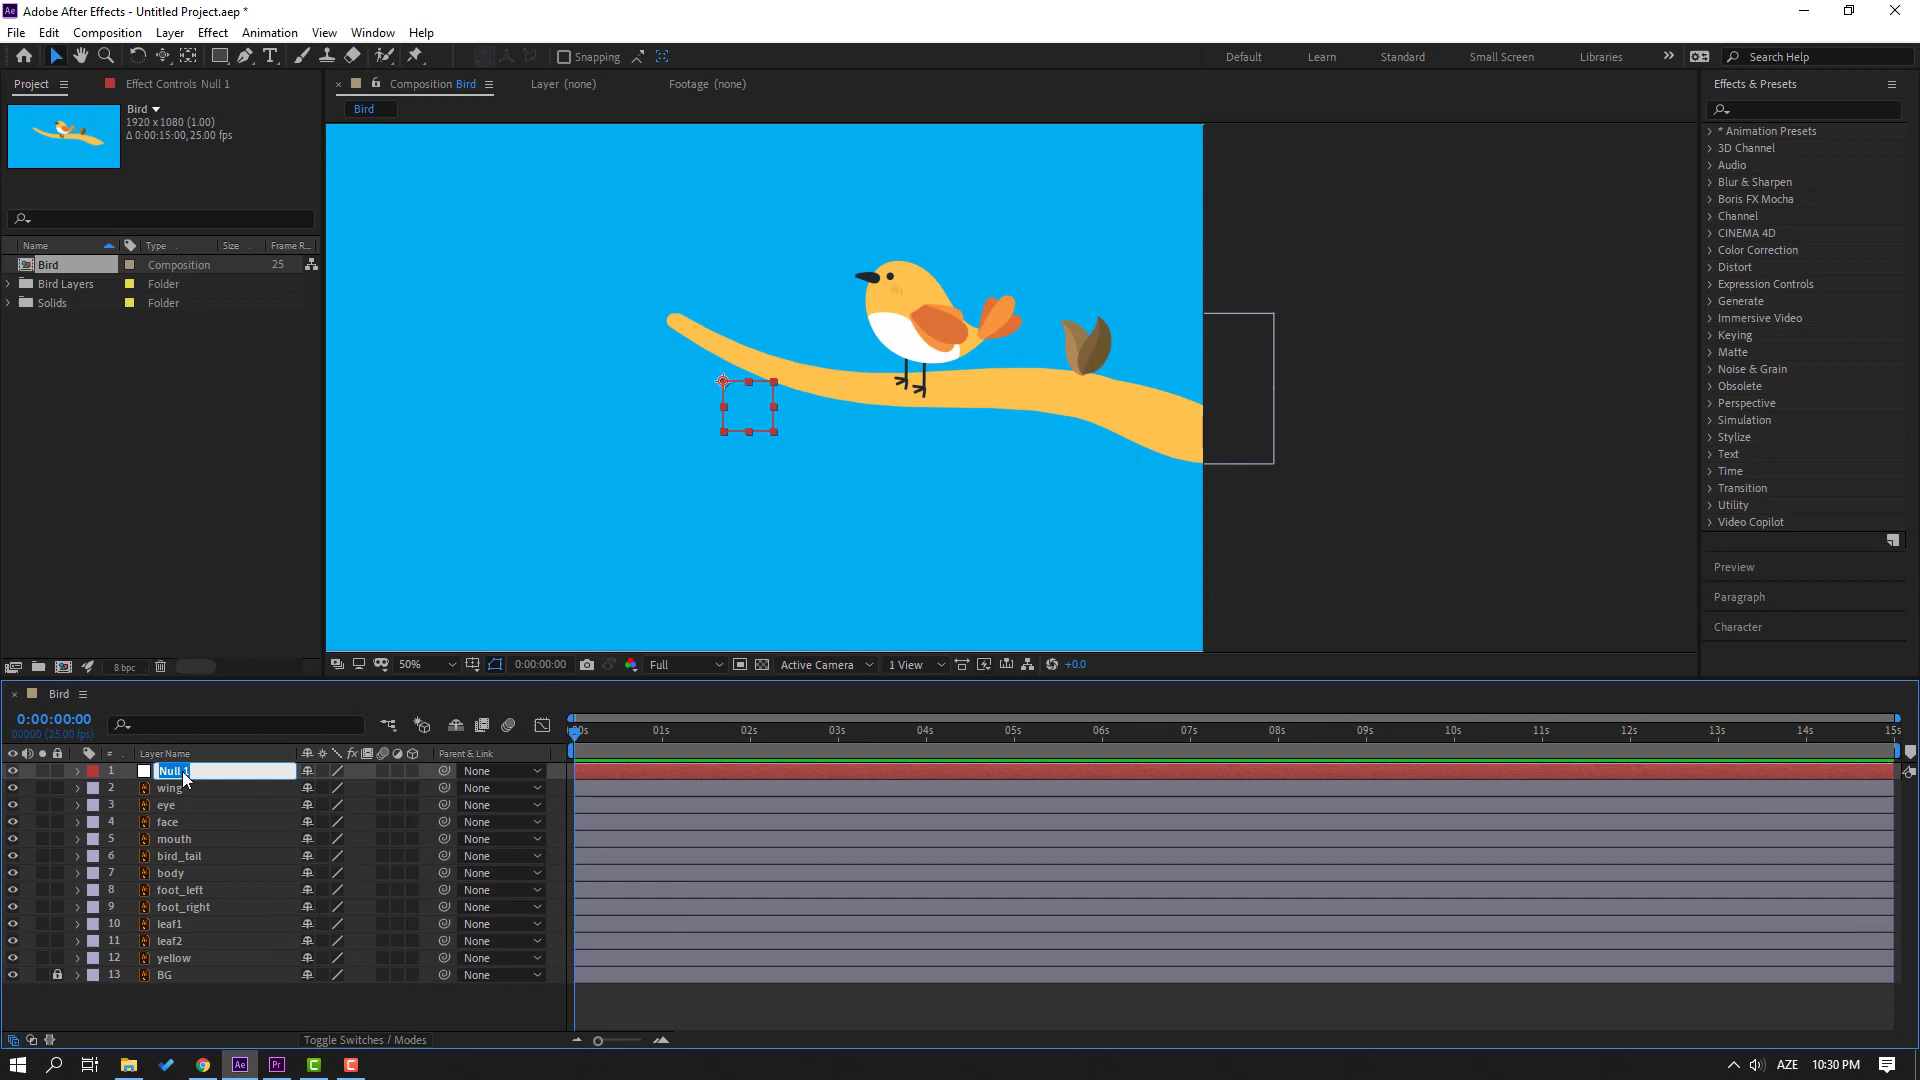 Adobe After Effects - Untitled Project.aep *
File Edit Composition Layer Effect Animation View Window Help
Snapping Default Learn Standard Small Screen Libraries Search Help
Project Effect Controls Null 1 Composition Bird Layer (none) Footage (none) Effects & Presets
Bird
1920 x 1080 (1.00)
Δ 0:00:15:00, 25.00 fps
Bird
Name Type Size Frame R...
Bird Composition 25
Bird Layers Folder
Solids Folder
* Animation Presets
3D Channel
Audio
Blur & Sharpen
Boris FX Mocha
Channel
CINEMA 4D
Color Correction
Distort
Expression Controls
Generate
Immersive Video
Keying
Matte
Noise & Grain
Obsolete
Perspective
Simulation
Stylize
Text
Time
Transition
Utility
Video Copilot
Preview
Paragraph
Character
8 bpc 50% 0:00:00:00 Full Active Camera 1 View +0.0
Bird
0:00:00:00
00000 (25.00 fps)
01s 02s 03s 04s 05s 06s 07s 08s 09s 10s 11s 12s 13s 14s 15s
# Layer Name fx Parent & Link
1 Null 1 None
2 wing None
3 eye None
4 face None
5 mouth None
6 bird_tail None
7 body None
8 foot_left None
9 foot_right None
10 leaf1 None
11 leaf2 None
12 yellow None
13 BG None
Toggle Switches / Modes
Ae Pr AZE 10:30 PM